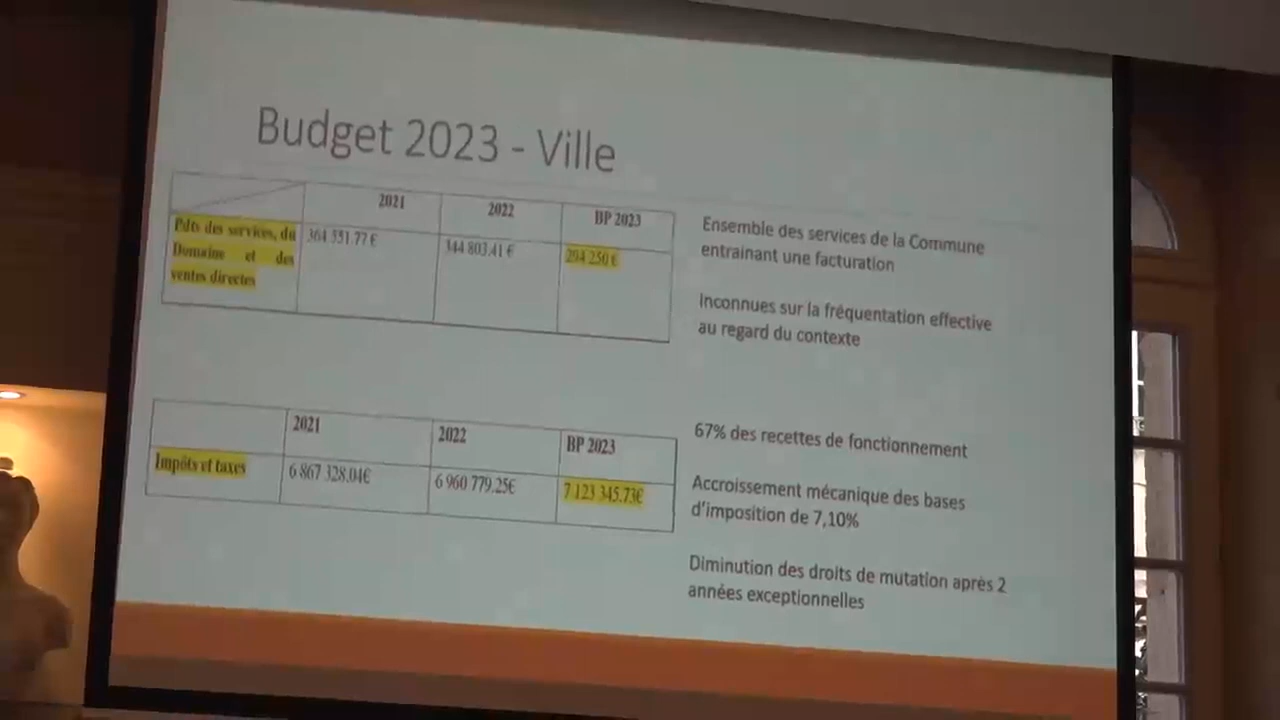 Budget 2023 - Ville
2021 2022 BP 2023
Pdts des services, du
Domaine et des
ventes directes
364 551.77 € 344 803.41 € 294 250 €
Ensemble des services de la Commune
entrainant une facturation
Inconnues sur la fréquentation effective
au regard du contexte
2021 2022 BP 2023
Impôts et taxes 6 867 328.04€ 6 960 779.25€ 7 123 345.73€
67% des recettes de fonctionnement
Accroissement mécanique des bases
d'imposition de 7,10%
Diminution des droits de mutation après 2
années exceptionnelles